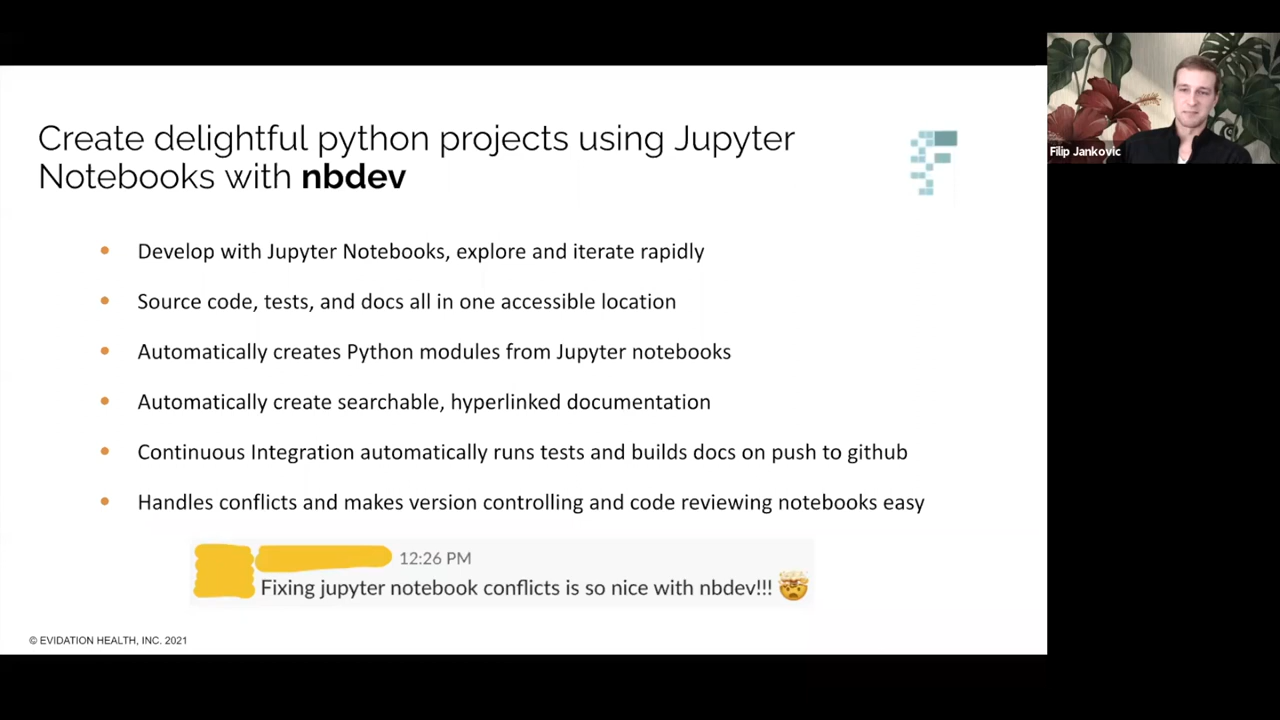 Create delightful python projects using Jupyter
Notebooks with nbdev
Develop with Jupyter Notebooks, explore and iterate rapidly
Source code, tests, and docs all in one accessible location
Automatically creates Python modules from Jupyter notebooks
Automatically create searchable, hyperlinked documentation
Continuous Integration automatically runs tests and builds docs on push to github
Handles conflicts and makes version controlling and code reviewing notebooks easy
12:26 PM
Fixing jupyter notebook conflicts is so nice with nbdev!!! 🤯
© EVIDATION HEALTH, INC. 2021
Filip Jankovic